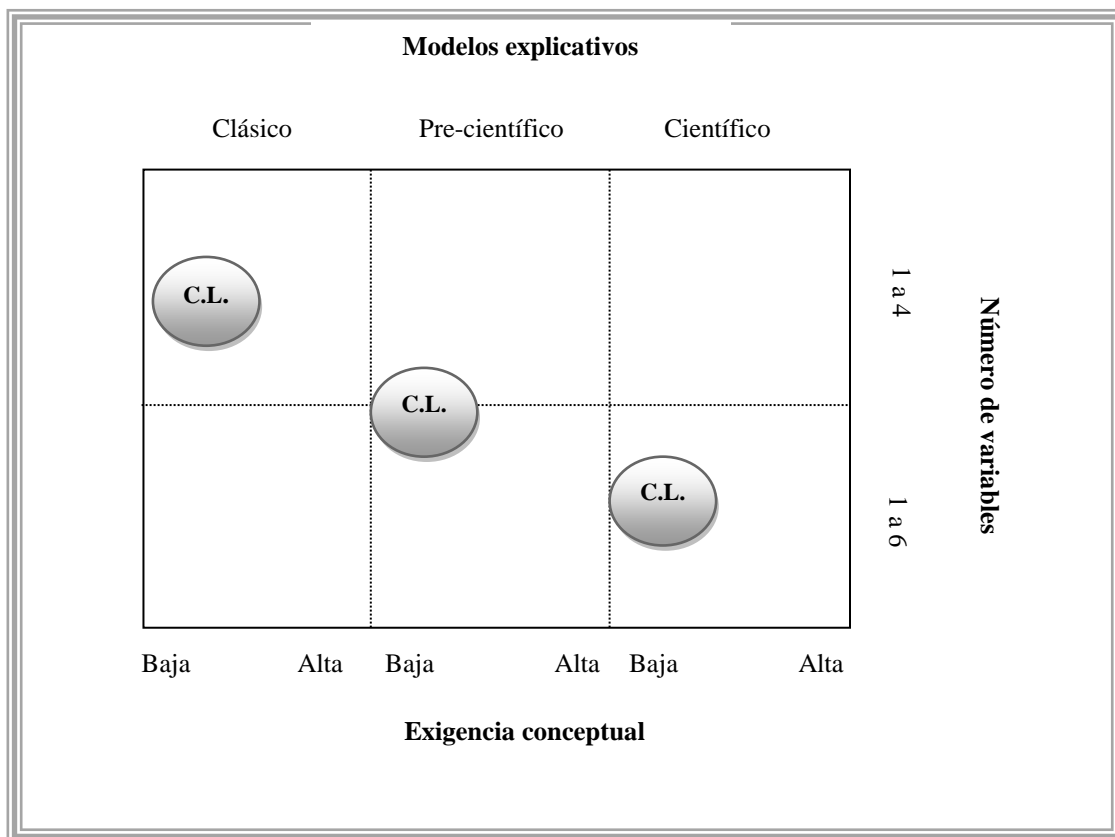 Modelos explicativos
Clásico Pre-científico Científico
C.L.
C.L.
C.L.
1 a 4
1 a 6
Número de variables
Baja Alta Baja Alta Baja Alta
Exigencia conceptual